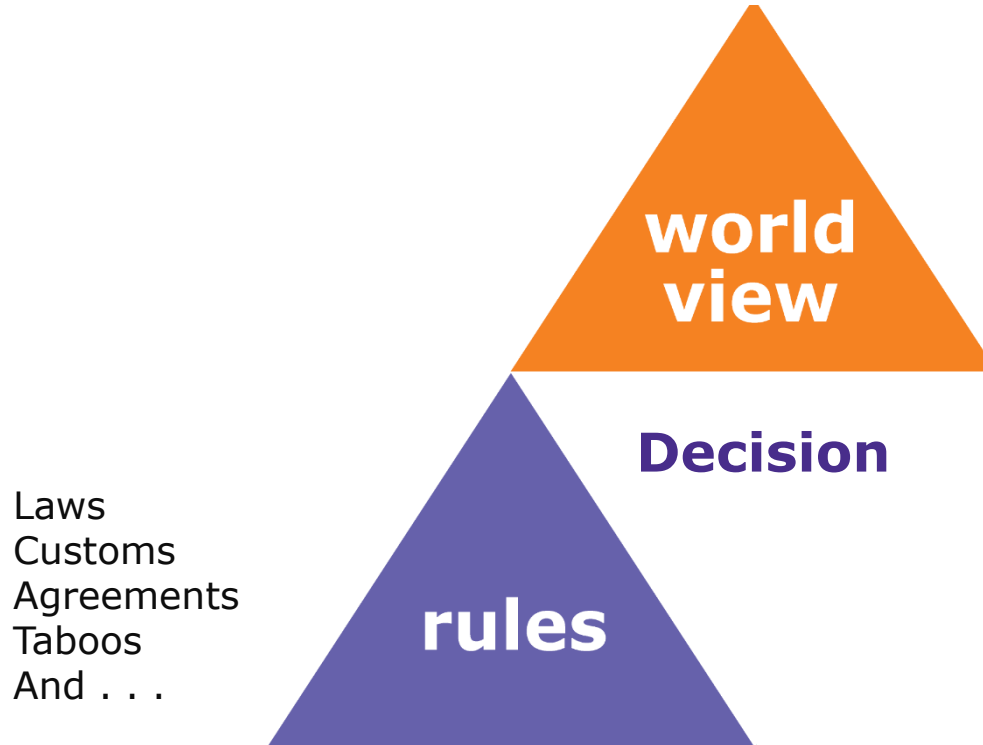 world
view
Decision
Laws
Customs
Agreements
Taboos
And . . .
rules